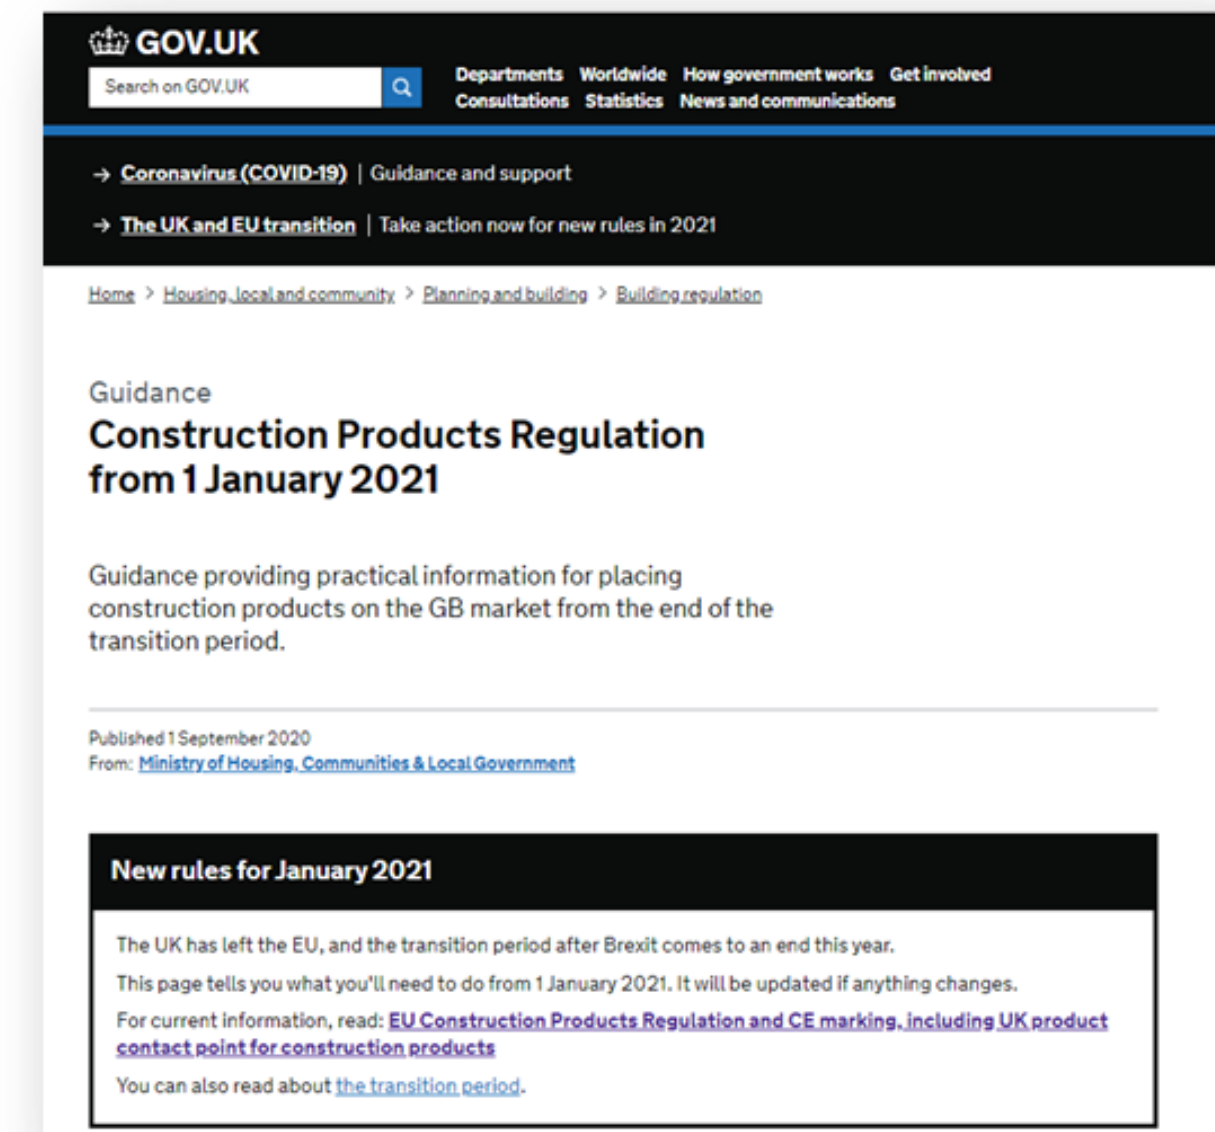 GOV.UK
Search on GOV.UK
Departments Worldwide How government works Get involved
Consultations Statistics News and communications
→ Coronavirus (COVID-19) | Guidance and support
→ The UK and EU transition | Take action now for new rules in 2021
Home > Housing, local and community > Planning and building > Building regulation
Guidance
Construction Products Regulation
from 1 January 2021
Guidance providing practical information for placing
construction products on the GB market from the end of the
transition period.
Published 1 September 2020
From: Ministry of Housing, Communities & Local Government
New rules for January 2021
The UK has left the EU, and the transition period after Brexit comes to an end this year.
This page tells you what you'll need to do from 1 January 2021. It will be updated if anything changes.
For current information, read: EU Construction Products Regulation and CE marking, including UK product
contact point for construction products
You can also read about the transition period.